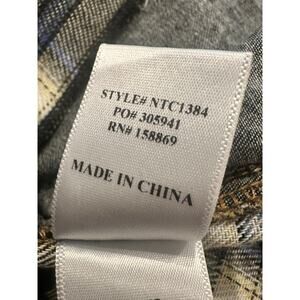 STYLE# NTC1384
PO# 305941
RN# 158869
MADE IN CHINA